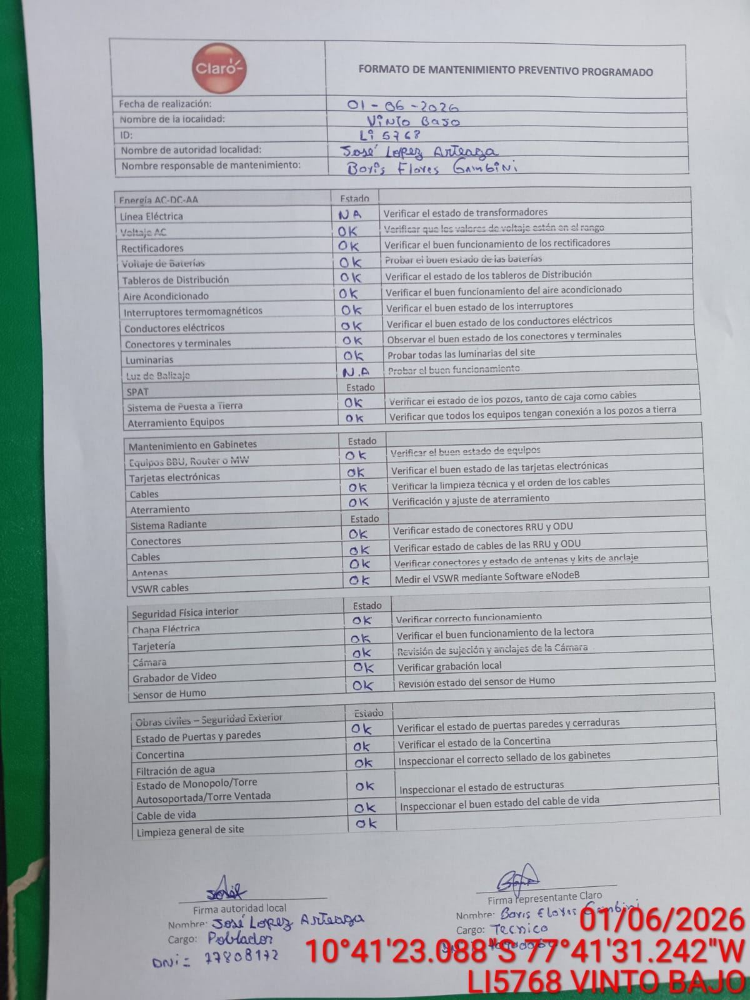 Claro
FORMATO DE MANTENIMIENTO PREVENTIVO PROGRAMADO
Fecha de realización: 01-06-2026
Nombre de la localidad: Vinto Bajo
ID: Li 5768
Nombre de autoridad localidad: José Lopez Arteaga
Nombre responsable de mantenimiento: Boris Flores Gambini
Energía AC-DC-AA Estado
Línea Eléctrica NA Verificar el estado de transformadores
Voltaje AC OK Verificar que los valores de voltaje estén en el rango
Rectificadores OK Verificar el buen funcionamiento de los rectificadores
Voltaje de Baterías OK Probar el buen estado de las baterías
Tableros de Distribución OK Verificar el estado de los tableros de Distribución
Aire Acondicionado OK Verificar el buen funcionamiento del aire acondicionado
Interruptores termomagnéticos OK Verificar el buen estado de los interruptores
Conductores eléctricos OK Verificar el buen estado de los conductores eléctricos
Conectores y terminales OK Observar el buen estado de los conectores y terminales
Luminarias OK Probar todas las luminarias del site
Luz de Balizaje N.A Probar el buen funcionamiento
SPAT Estado
Sistema de Puesta a Tierra OK Verificar el estado de los pozos, tanto de caja como cables
Aterramiento Equipos OK Verificar que todos los equipos tengan conexión a los pozos a tierra
Mantenimiento en Gabinetes Estado
Equipos BBU, Router o MW OK Verificar el buen estado de equipos
Tarjetas electrónicas OK Verificar el buen estado de las tarjetas electrónicas
Cables OK Verificar la limpieza técnica y el orden de los cables
Aterramiento OK Verificación y ajuste de aterramiento
Sistema Radiante Estado
Conectores OK Verificar estado de conectores RRU y ODU
Cables OK Verificar estado de cables de las RRU y ODU
Antenas OK Verificar conectores y estado de antenas y kits de anclaje
VSWR cables OK Medir el VSWR mediante Software eNodeB
Seguridad Física interior Estado
Chapa Eléctrica OK Verificar correcto funcionamiento
Tarjetería OK Verificar el buen funcionamiento de la lectora
Cámara OK Revisión de sujeción y anclajes de la Cámara
Grabador de Video OK Verificar grabación local
Sensor de Humo OK Revisión estado del sensor de Humo
Obras civiles – Seguridad Exterior Estado
Estado de Puertas y paredes OK Verificar el estado de puertas paredes y cerraduras
Concertina OK Verificar el estado de la Concertina
Filtración de agua OK Inspeccionar el correcto sellado de los gabinetes
Estado de Monopolo/Torre
Autosoportada/Torre Ventada OK Inspeccionar el estado de estructuras
Cable de vida OK Inspeccionar el buen estado del cable de vida
Limpieza general de site OK
Firma autoridad local
Nombre: José Lopez Arteaga
Cargo: Poblador
DNi = 77808172
Firma representante Claro
Nombre: Boris Flores Gambini
Cargo: Tecnico
01/06/2026
10°41'23.088"S 77°41'31.242"W
LI5768 VINTO BAJO